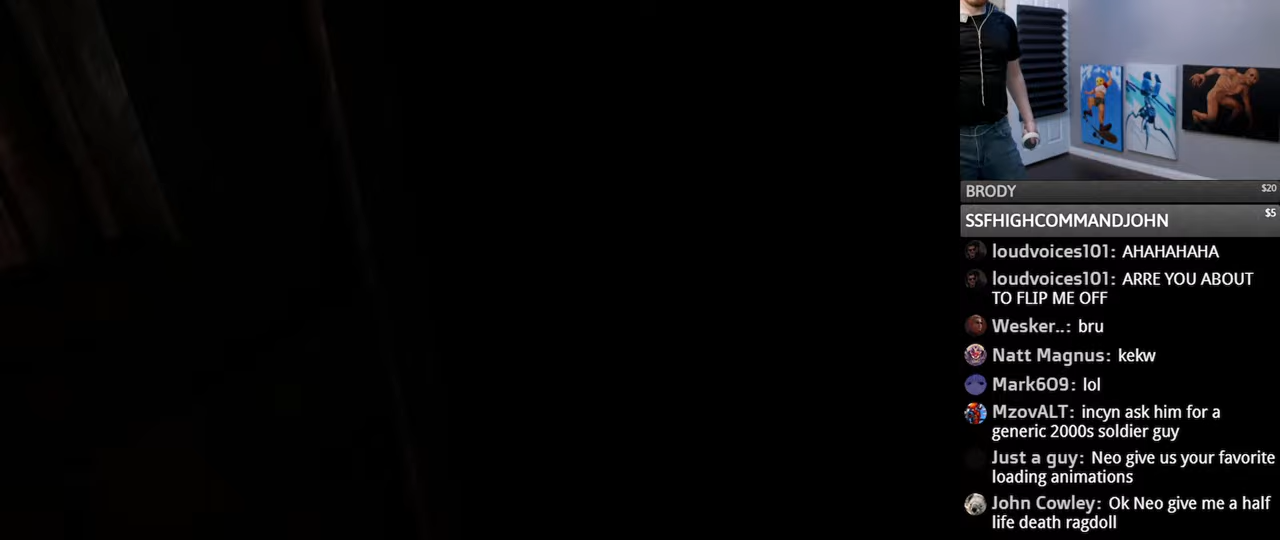 BRODY $20
SSFHIGHCOMMANDJOHN $5
loudvoices101: AHAHAHAHA
loudvoices101: ARRE YOU ABOUT
TO FLIP ME OFF
Wesker..: bru
Natt Magnus: kekw
Mark609: lol
MzovALT: incyn ask him for a
generic 2000s soldier guy
Just a guy: Neo give us your favorite
loading animations
John Cowley: Ok Neo give me a half
life death ragdoll